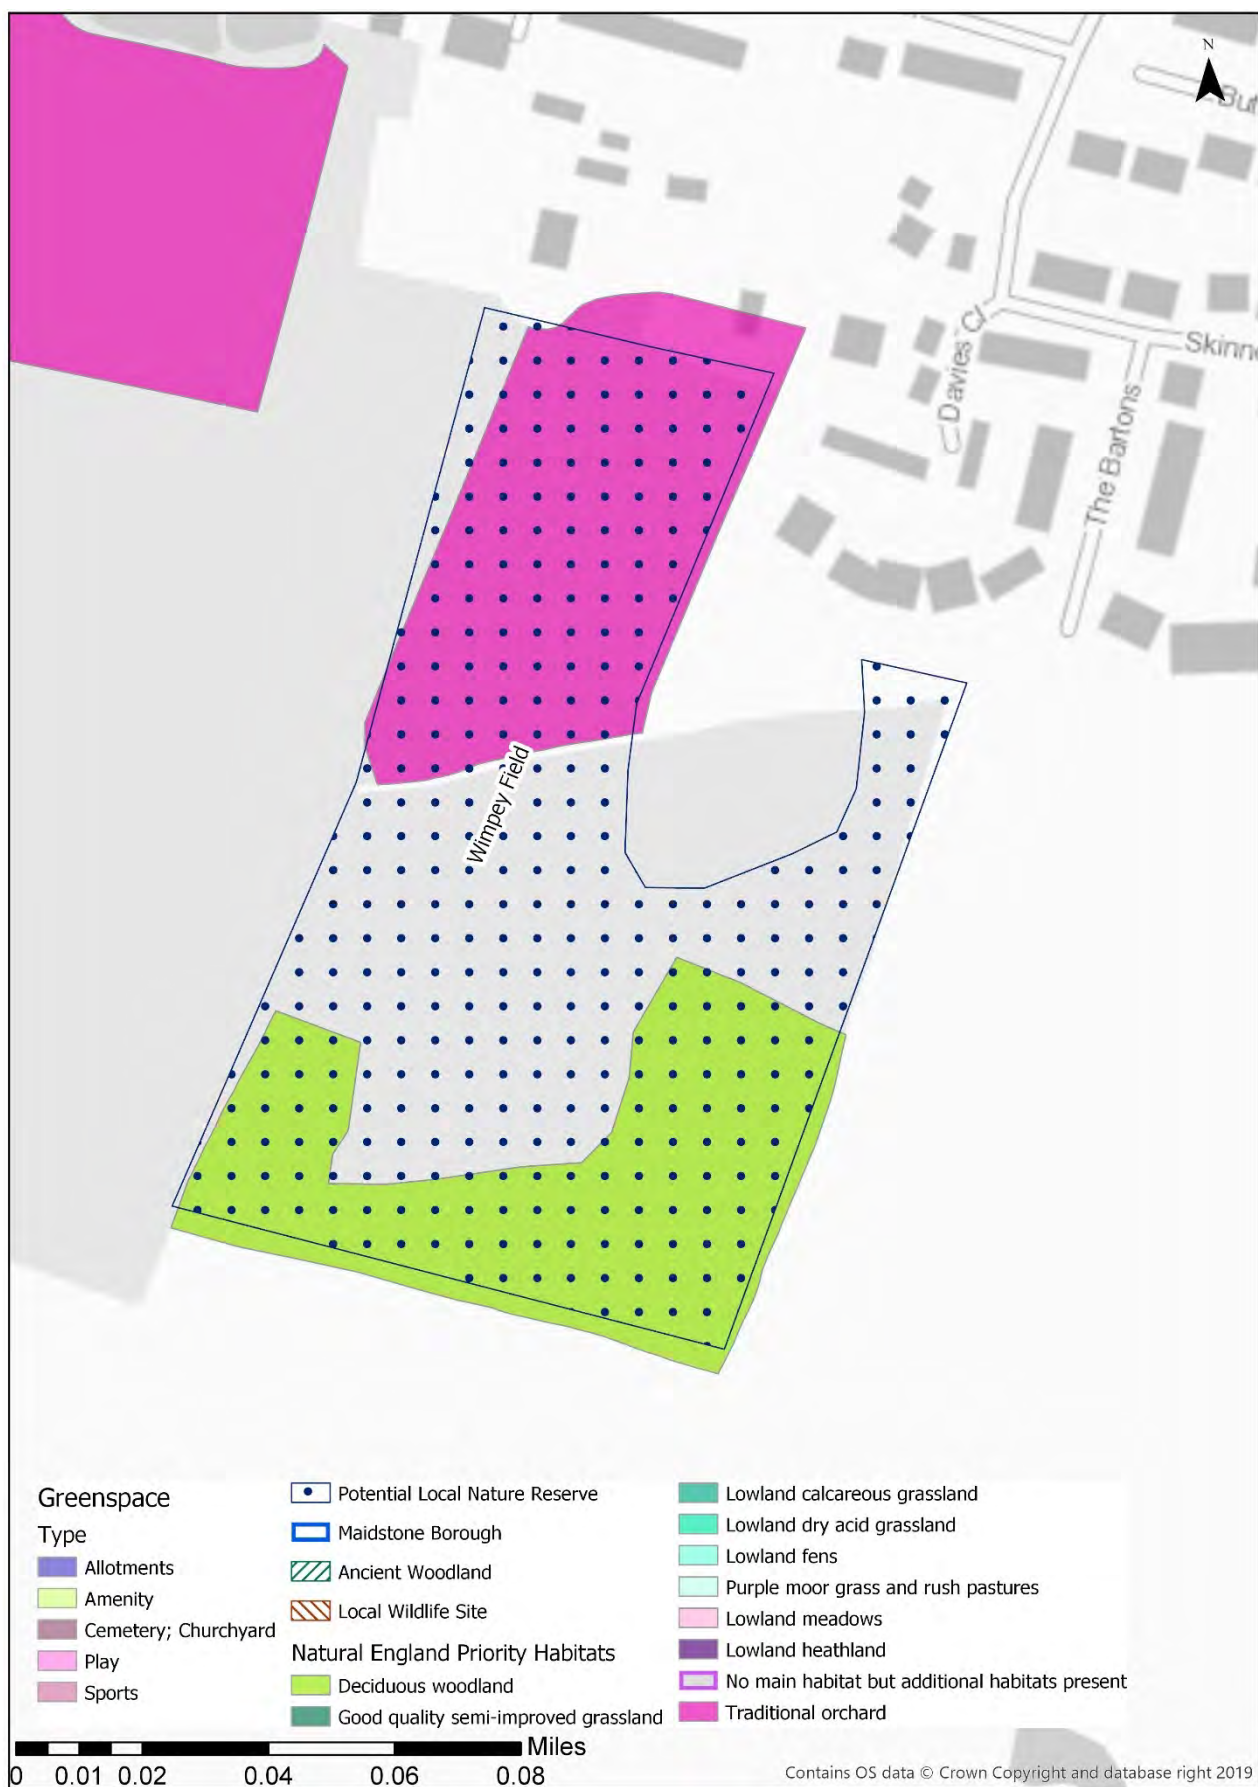 N
But
Davies Cl
Skinne
The Bartons
Wimpey Field
Greenspace
Type
Allotments
Amenity
Cemetery; Churchyard
Play
Sports
Potential Local Nature Reserve
Maidstone Borough
Ancient Woodland
Local Wildlife Site
Natural England Priority Habitats
Deciduous woodland
Good quality semi-improved grassland
Lowland calcareous grassland
Lowland dry acid grassland
Lowland fens
Purple moor grass and rush pastures
Lowland meadows
Lowland heathland
No main habitat but additional habitats present
Traditional orchard
Miles
0 0.01 0.02 0.04 0.06 0.08
Contains OS data © Crown Copyright and database right 2019